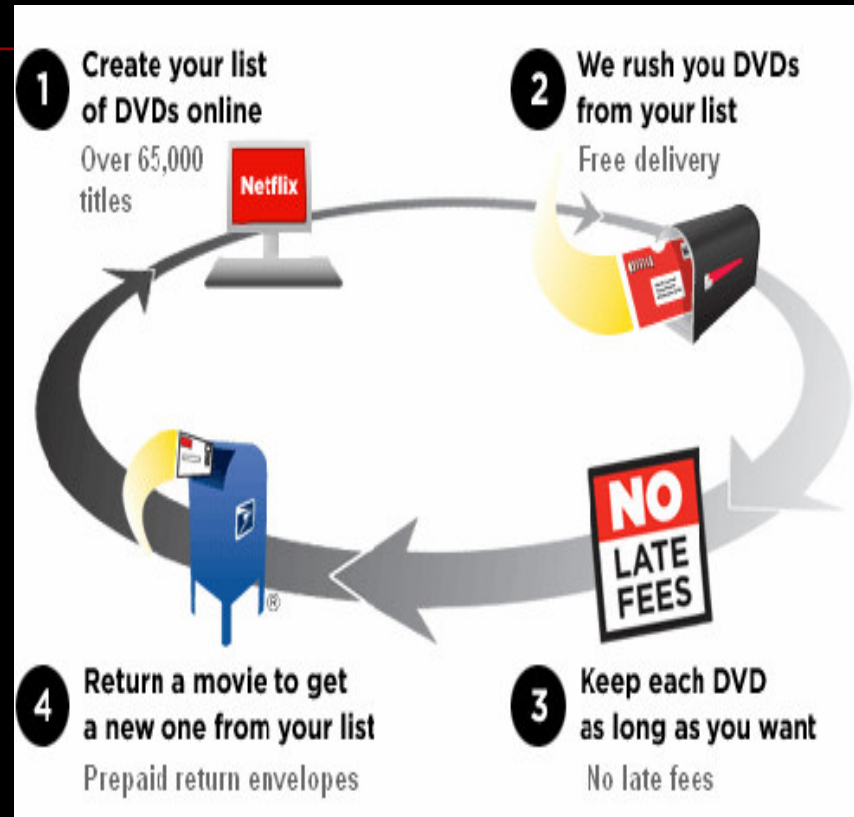 1
Create your list
of DVDs online
Over 65,000
titles
Netflix
2
We rush you DVDs
from your list
Free delivery
NETFLIX
NO
LATE
FEES
®
3
Keep each DVD
as long as you want
No late fees
4
Return a movie to get
a new one from your list
Prepaid return envelopes